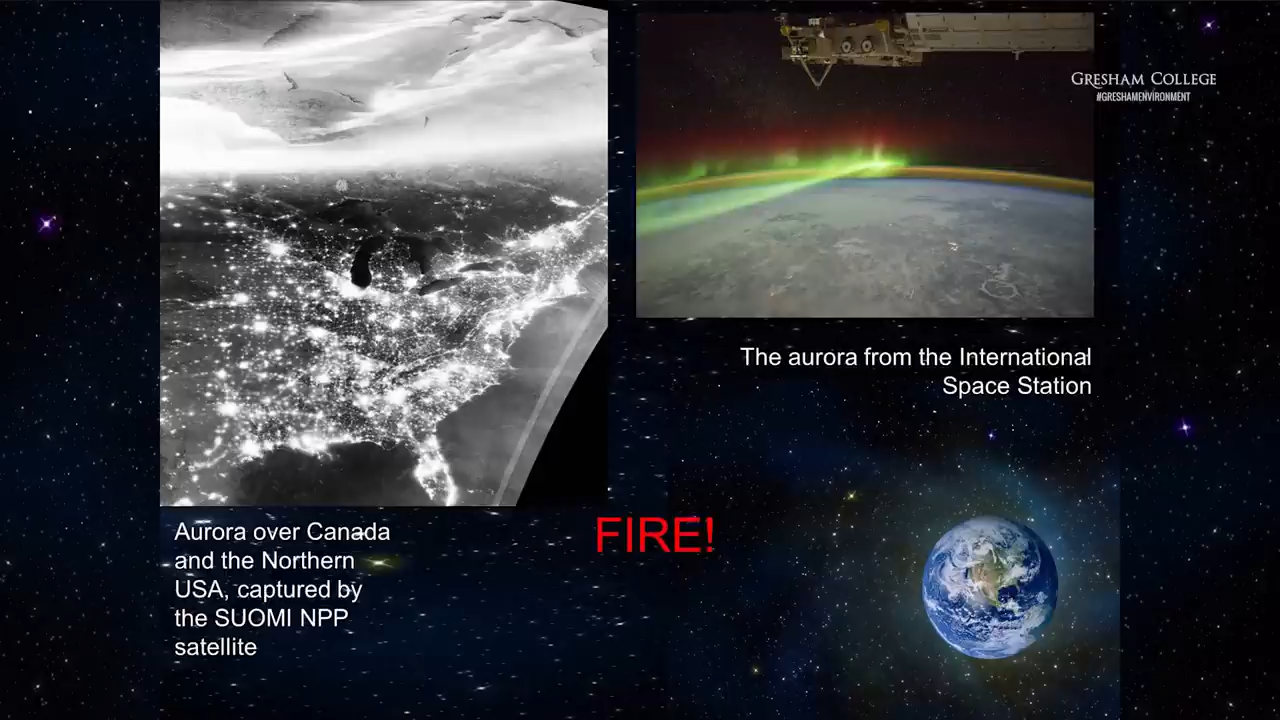 GRESHAM COLLEGE
#GRESHAMENVIRONMENT
The aurora from the International
Space Station
Aurora over Canada
and the Northern
USA, captured by
the SUOMI NPP
satellite
FIRE!